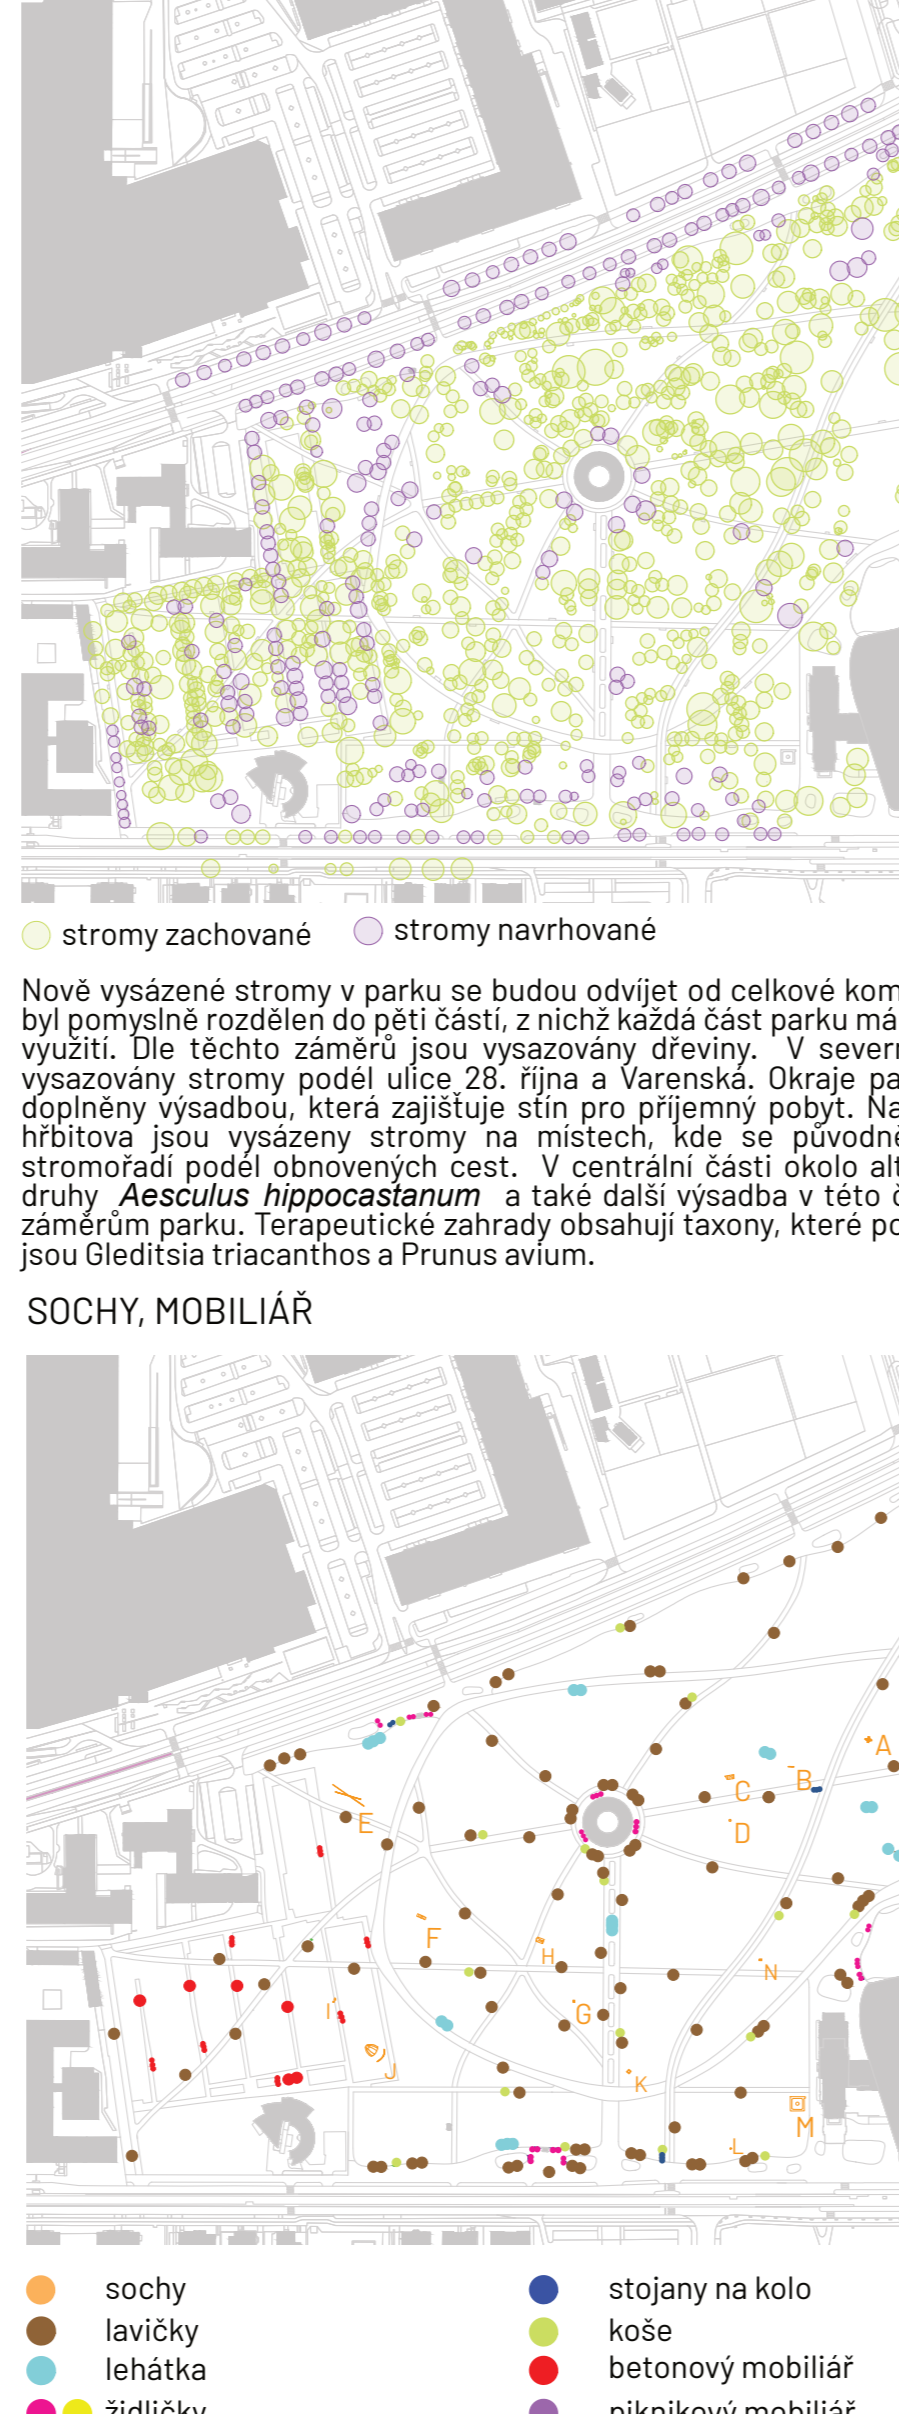 stromy zachované
stromy navrhované
Nově vysázené stromy v parku se budou odvíjet od celkové kom
byl pomyslně rozdělen do pěti částí, z nichž každá část parku má
využití. Dle těchto záměrů jsou vysazovány dřeviny. V severn
vysazovány stromy podél ulice 28. října a Varenská. Okraje pa
doplněny výsadbou, která zajišťuje stín pro příjemný pobyt. Na
hřbitova jsou vysázeny stromy na místech, kde se původně
stromořadí podél obnovených cest. V centrální části okolo alt
druhy Aesculus hippocastanum a také další výsadba v této č
záměrům parku. Terapeutické zahrady obsahují taxony, které po
jsou Gleditsia triacanthos a Prunus avium.
SOCHY, MOBILIÁŘ
A
B
C
D
E
F
H
N
I
G
J
K
M
L
sochy
lavičky
lehátka
židličky
stojany na kolo
koše
betonový mobiliář
piknikový mobiliář